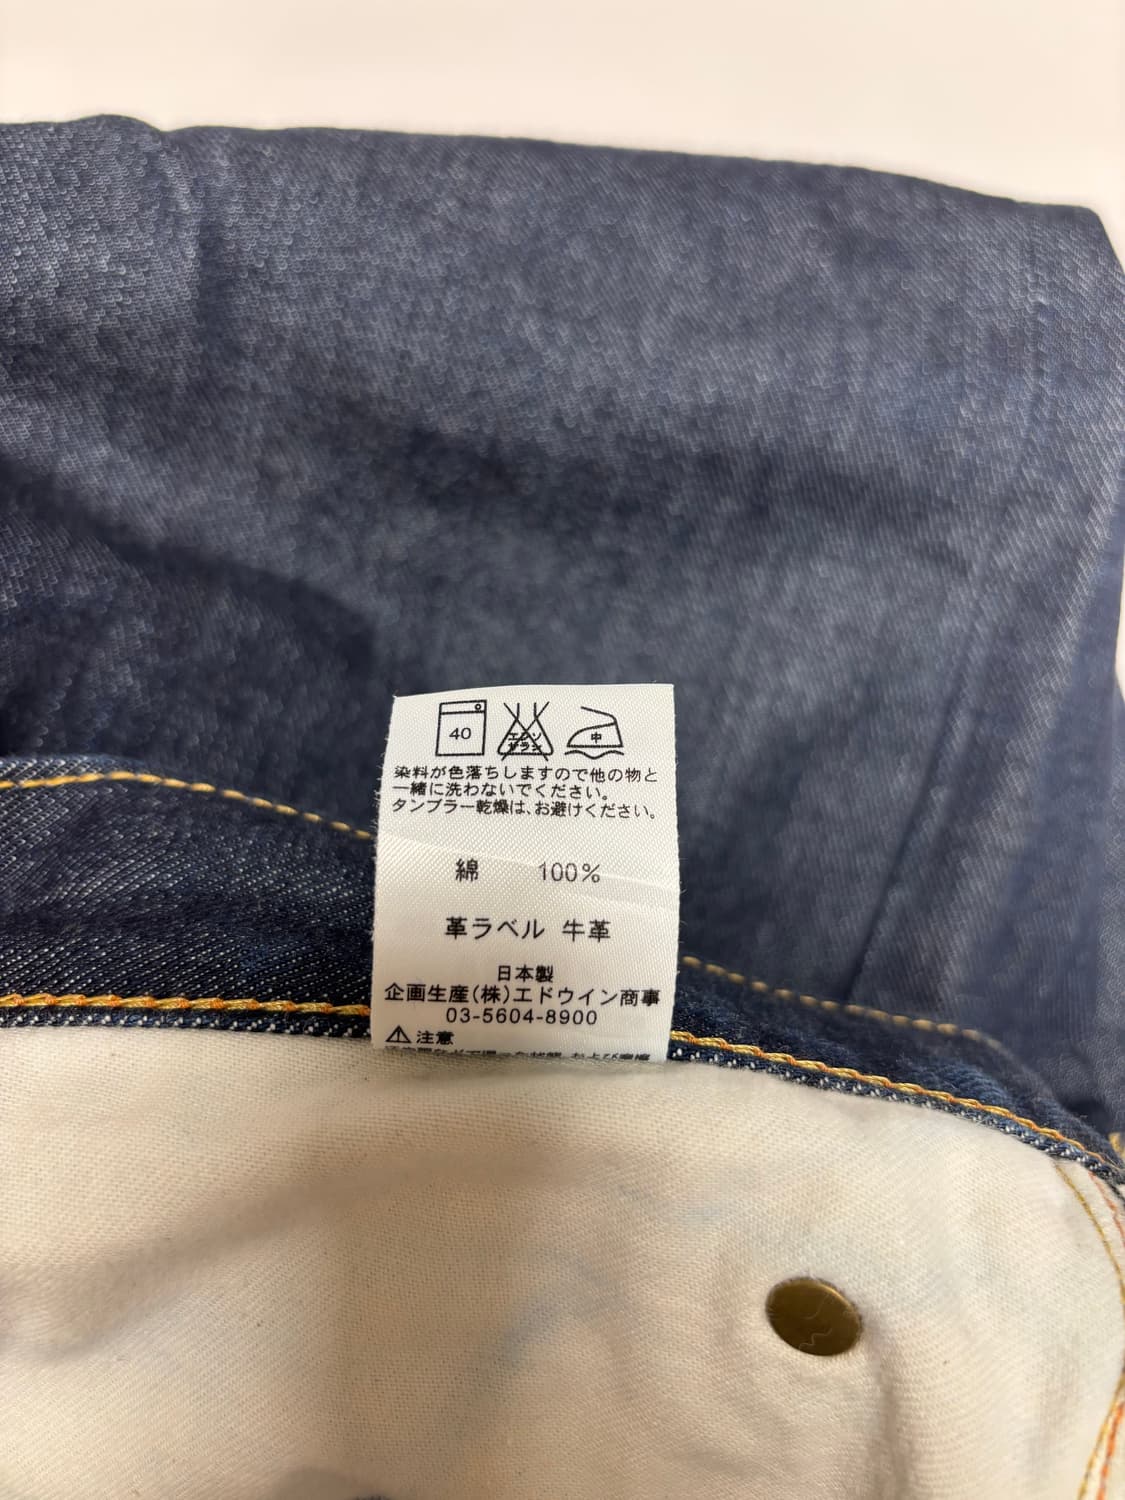 40 エンソ サラシ 中
染料が色落ちしますので他の物と
一緒に洗わないでください。
タンブラー乾燥は、お避けください。
綿 100%
革ラベル 牛革
日本製
企画生産(株)エドウイン商事
03-5604-8900
⚠ 注意